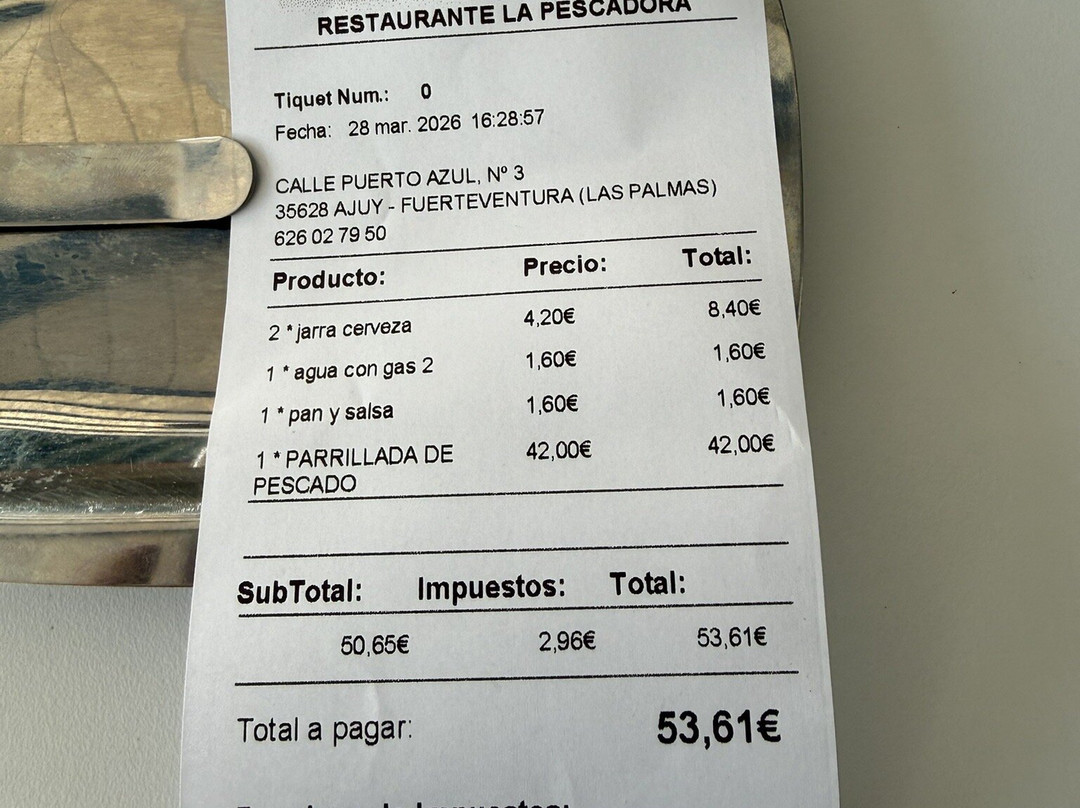 RESTAURANTE LA PESCADORA
Tiquet Num.: 0
Fecha: 28 mar. 2026 16:28:57
CALLE PUERTO AZUL, Nº 3
35628 AJUY - FUERTEVENTURA (LAS PALMAS)
626 02 79 50
Producto: Precio: Total:
2 * jarra cerveza 4,20€ 8,40€
1 * agua con gas 2 1,60€ 1,60€
1 * pan y salsa 1,60€ 1,60€
1 * PARRILLADA DE 42,00€ 42,00€
PESCADO
SubTotal: Impuestos: Total:
50,65€ 2,96€ 53,61€
Total a pagar: 53,61€